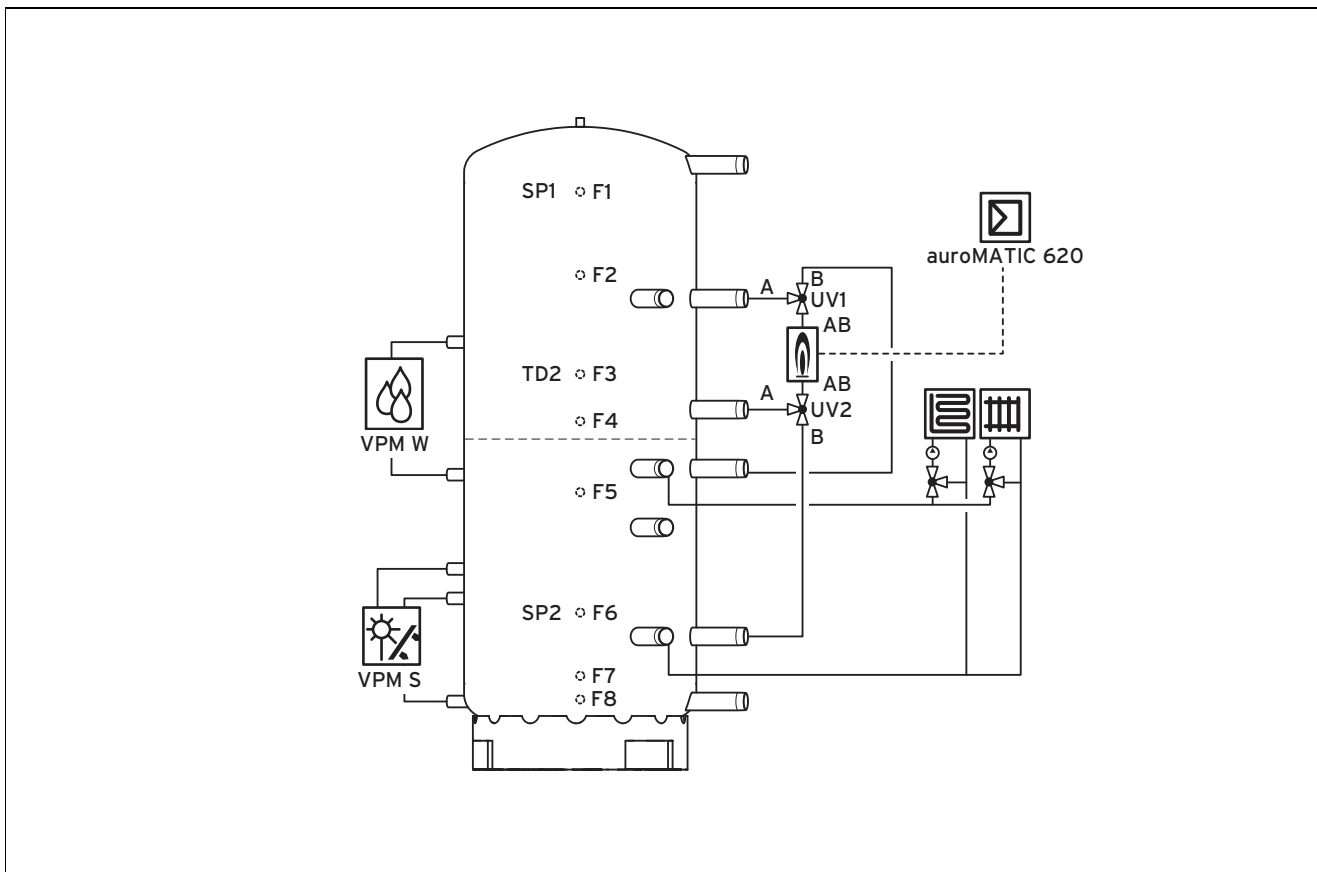 SP1 F1
auroMATIC 620
F2
B
A
UV1
AB
TD2 F3
AB
A
UV2
F4
B
VPM W
F5
SP2 F6
F7
VPM S
F8